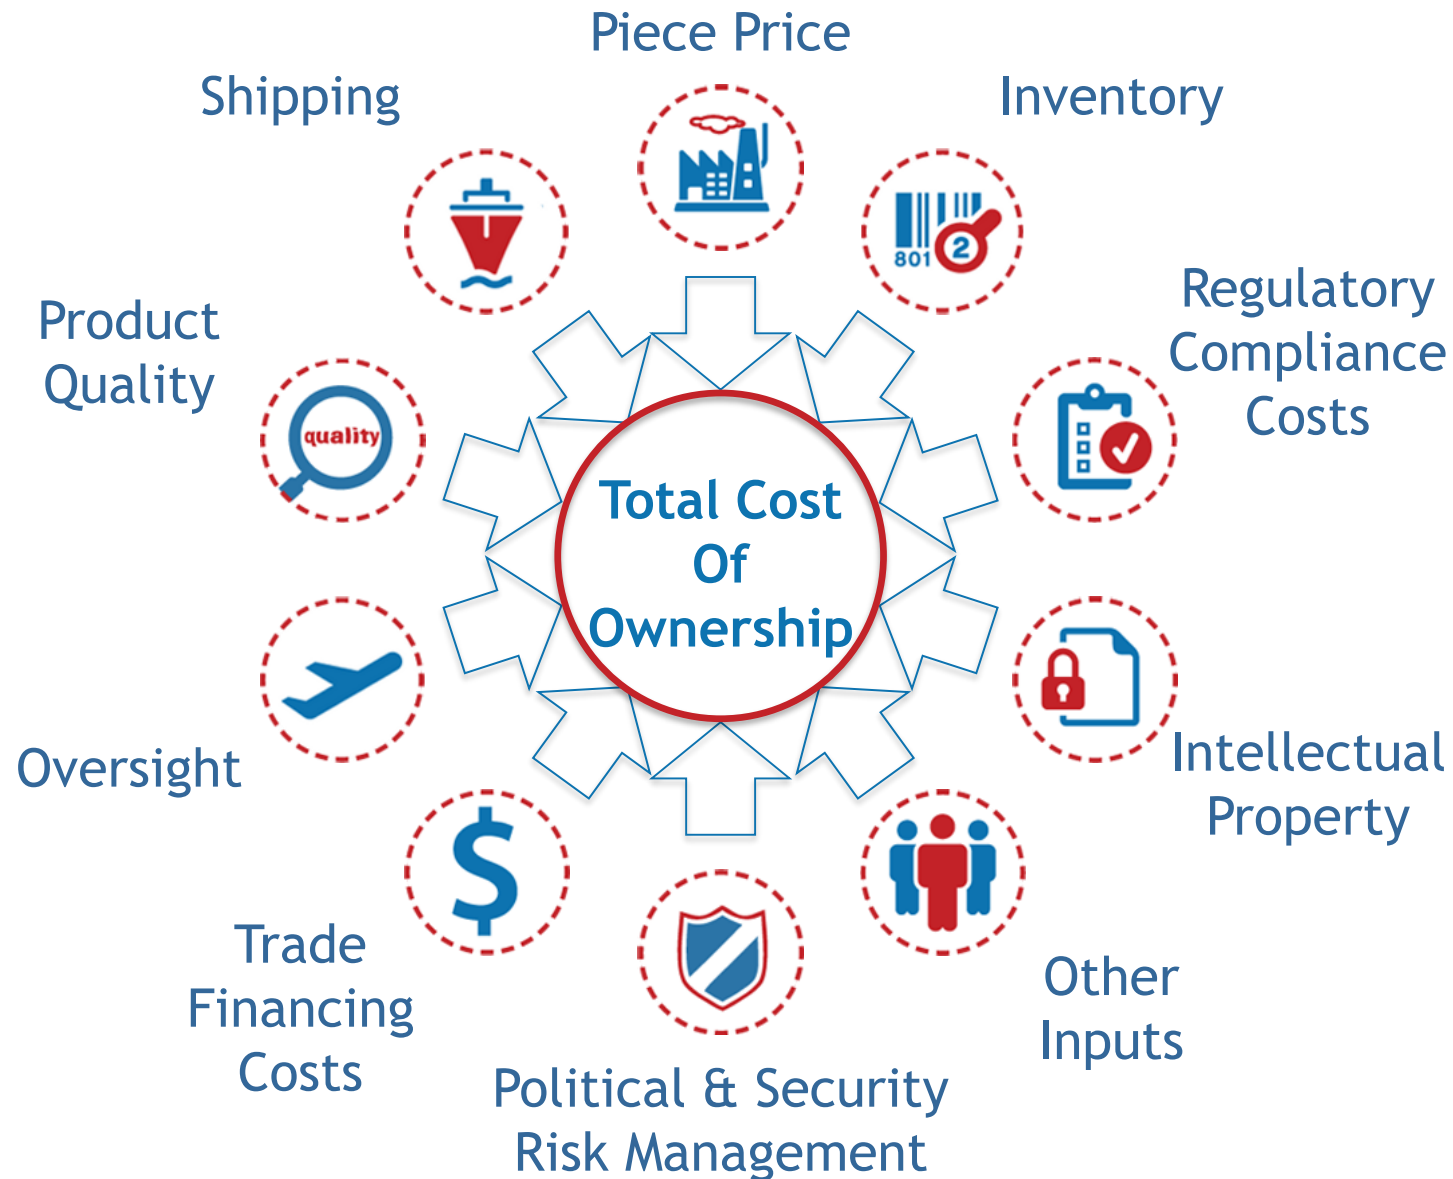 Piece Price
Shipping
Inventory
801
2
Regulatory
Compliance
Costs
Product
Quality
quality
Total Cost
Of
Ownership
Intellectual
Property
Oversight
Trade
Financing
Costs
Other
Inputs
$
Political & Security
Risk Management